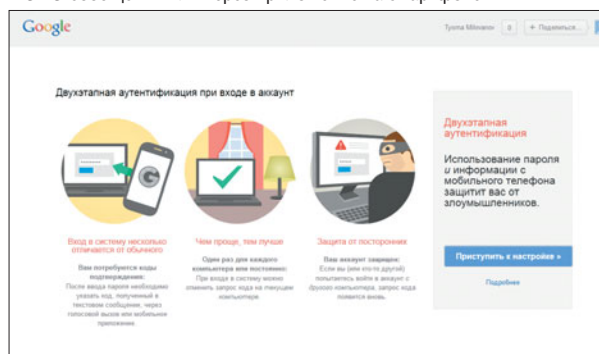 Google
0
+ Поделиться...
Двухэтапная аутентификация при входе в аккаунт
Вход в систему несколько
отличается от обычного
Вам потребуются коды
подтверждения:
После ввода пароля необходимо
указать код, полученный в
текстовом сообщении, через
голосовой вызов или мобильное
приложение.
Чем проще, тем лучше
Один раз для каждого
компьютера или постоянно:
При входе в систему можно
отменить запрос кода на текущем
компьютере.
Защита от посторонних
Ваш аккаунт защищен:
Если вы (или кто-то другой)
попытаетесь войти в аккаунт с
другого компьютера, запрос кода
появится вновь.
Двухэтапная
аутентификация
Использование пароля
и информации с
мобильного телефона
защитит вас от
злоумышленников.
Приступить к настройке »
Подробнее